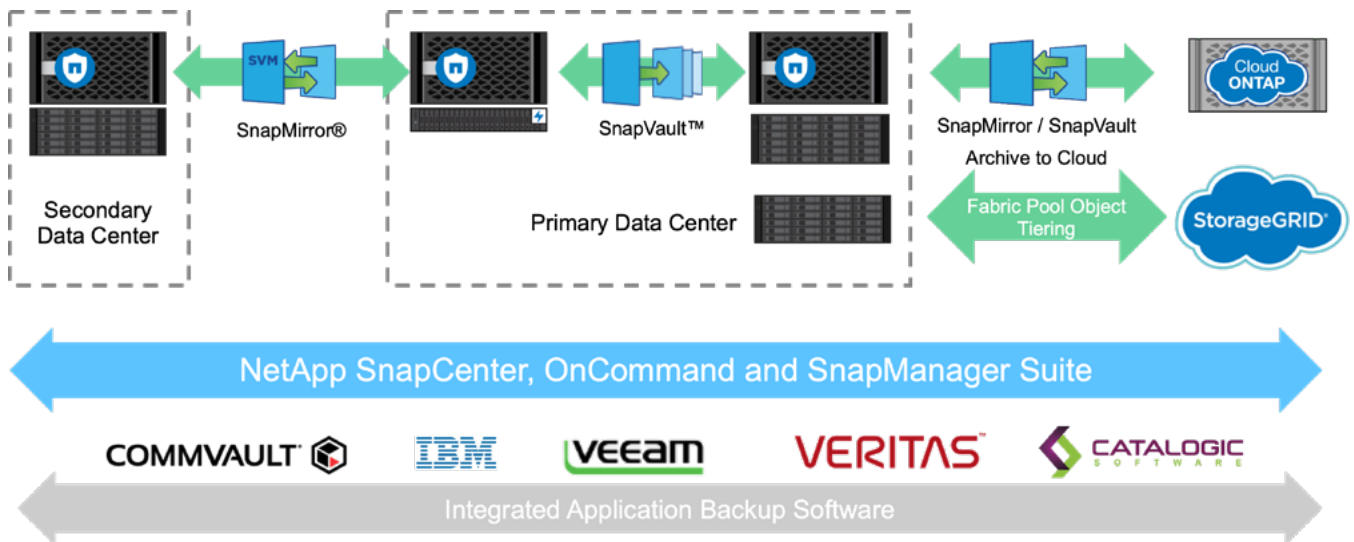 SVM
SnapMirror®
SnapVault™
SnapMirror / SnapVault
Archive to Cloud
Cloud
ONTAP
Secondary
Data Center
Primary Data Center
Fabric Pool Object
Tiering
StorageGRID®
NetApp SnapCenter, OnCommand and SnapManager Suite
COMMVAULT®
IBM
veeam
VERITAS™
CATALOGIC
SOFTWARE
Integrated Application Backup Software